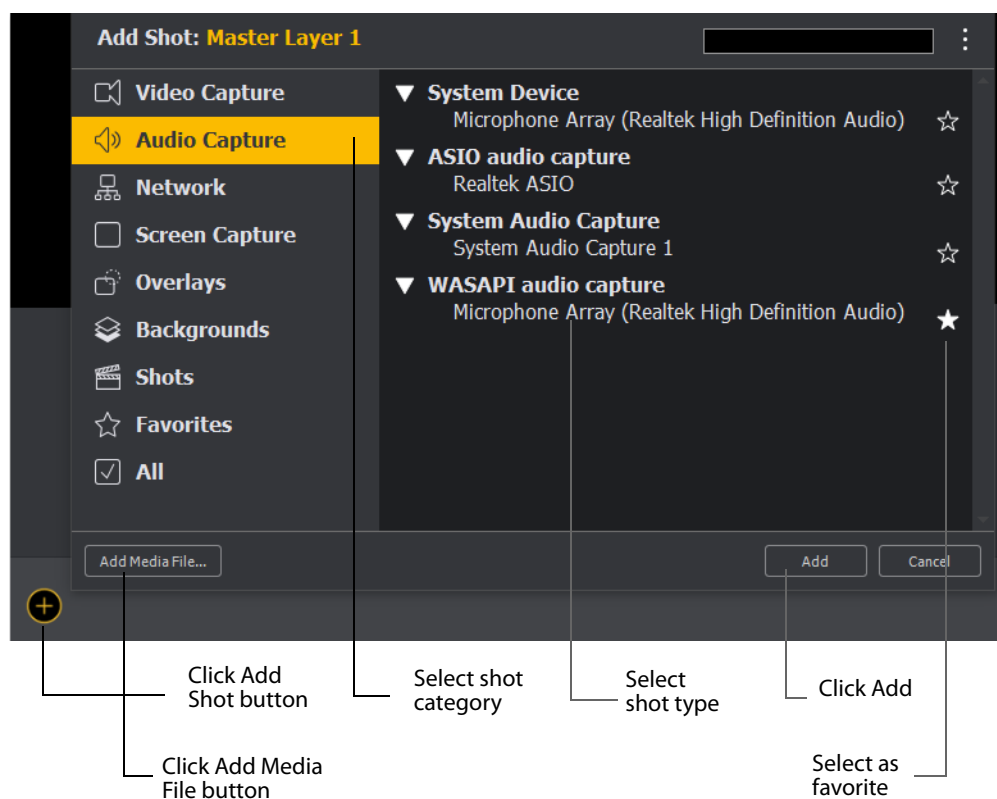 Add Shot: Master Layer 1
Video Capture
Audio Capture
Network
Screen Capture
Overlays
Backgrounds
Shots
Favorites
All
System Device
Microphone Array (Realtek High Definition Audio)
ASIO audio capture
Realtek ASIO
System Audio Capture
System Audio Capture 1
WASAPI audio capture
Microphone Array (Realtek High Definition Audio)
Add Media File...
Add
Cancel
Click Add
Shot button
Select shot
category
Select
shot type
Click Add
Click Add Media
File button
Select as
favorite